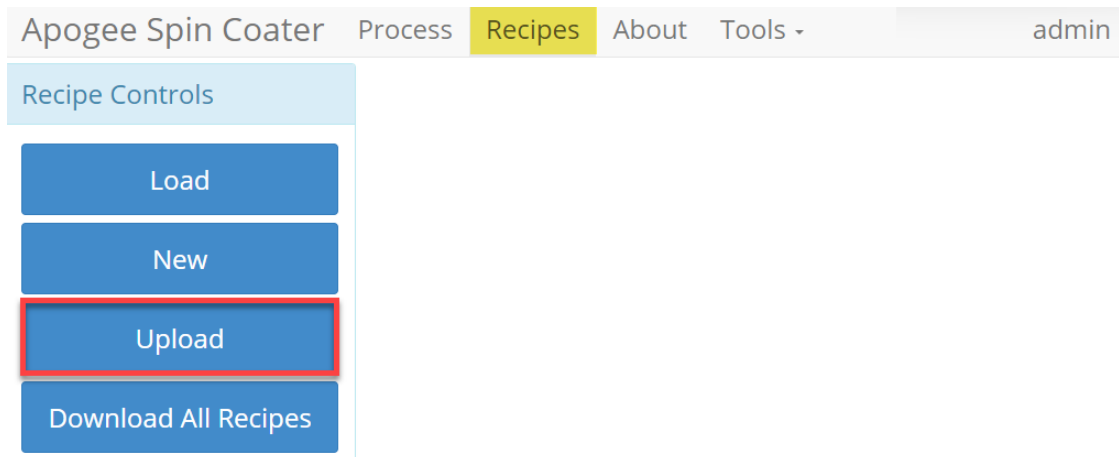 Apogee Spin Coater Process Recipes About Tools admin
Recipe Controls
Load
New
Upload
Download All Recipes